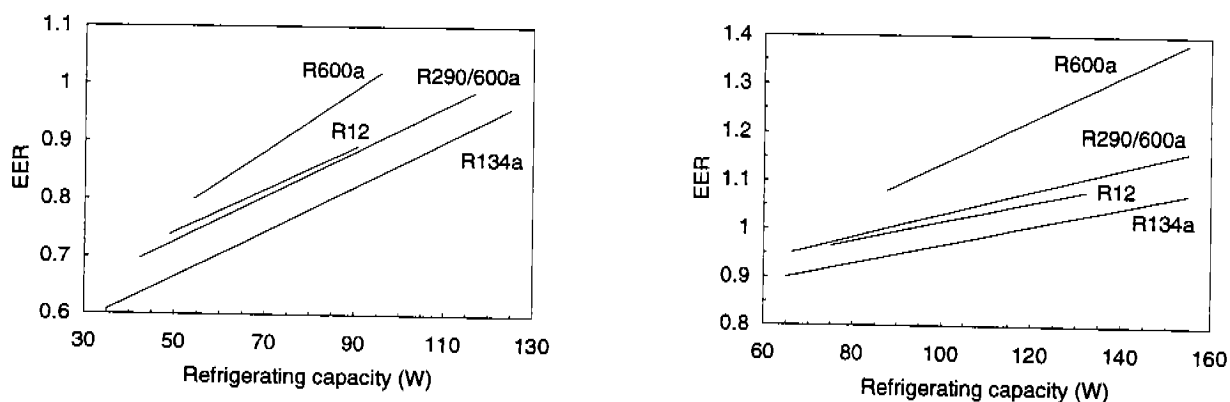 1.1
1
0.9
0.8
0.7
0.6
EER
R600a
R290/600a
R12
R134a
30
50
70
90
110
130
Refrigerating capacity (W)
1.4
1.3
1.2
1.1
1.0
0.9
0.8
EER
R600a
R290/600a
R12
R134a
60
80
100
120
140
160
Refrigerating capacity (W)